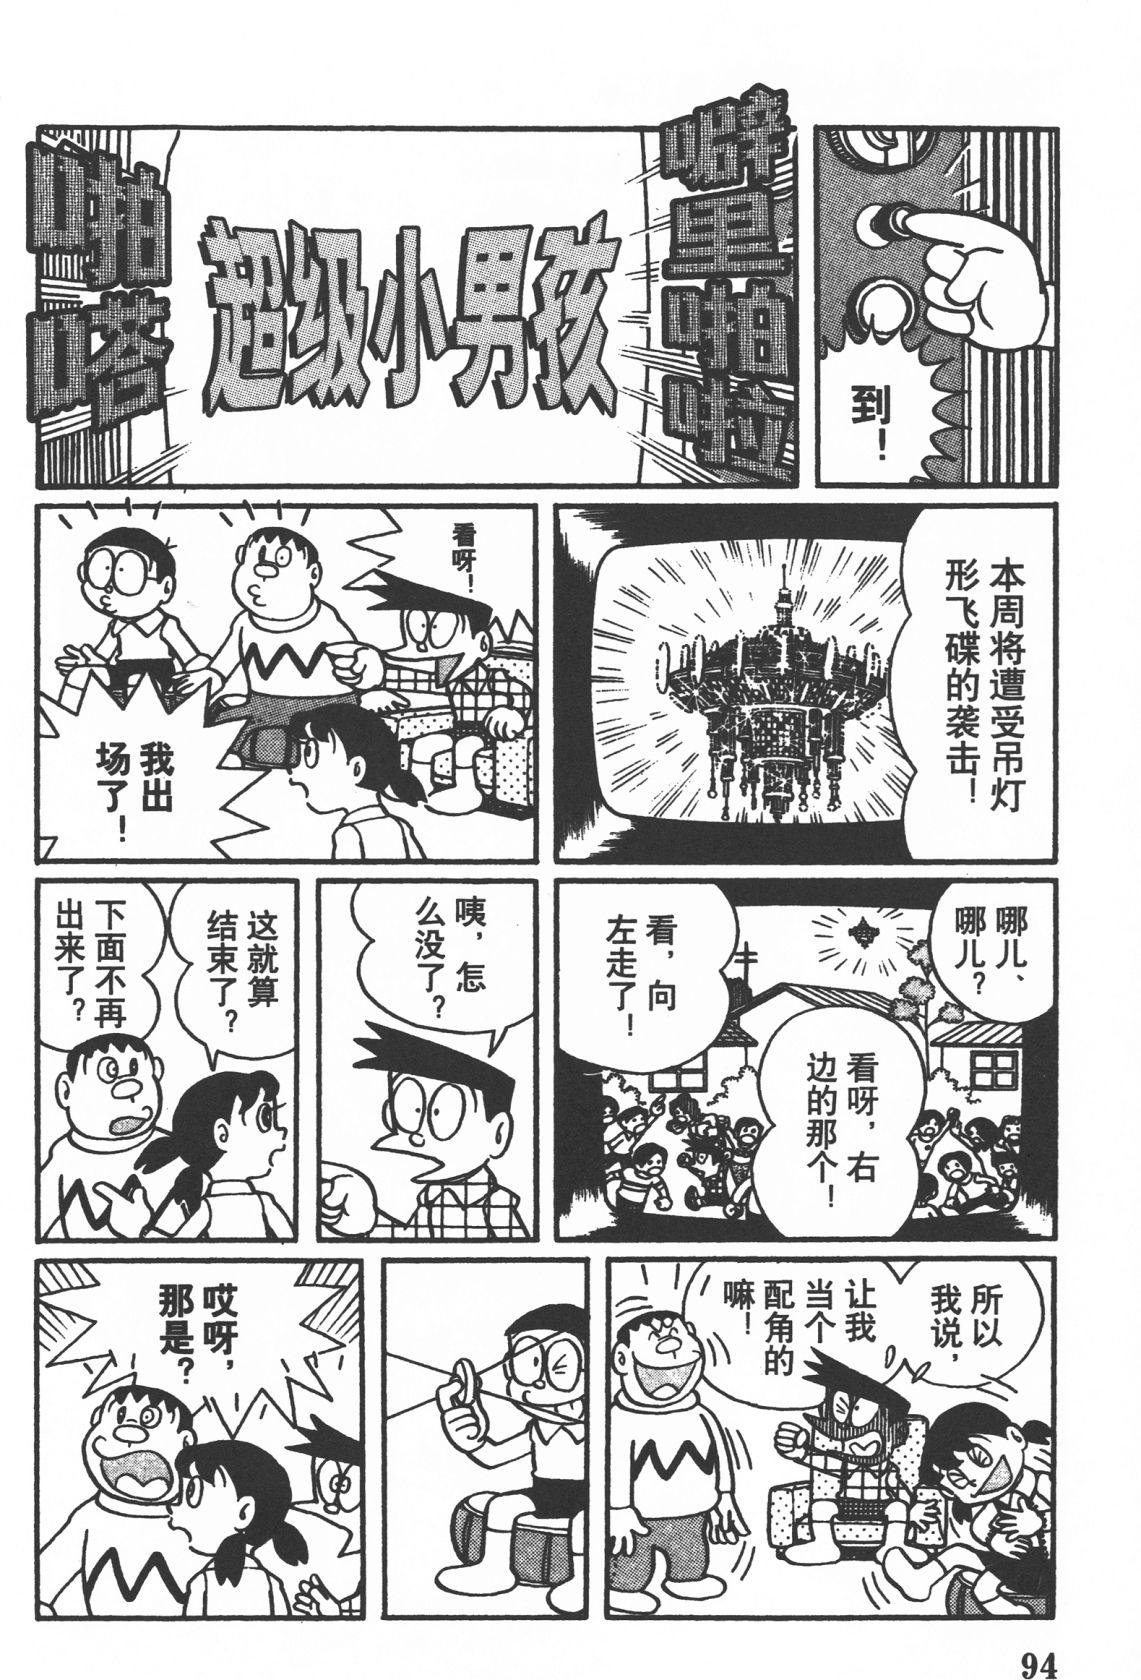 到！
噼里啪啦
超级小男孩
啪嗒
本周将遭受吊灯
形飞碟的袭击！
看呀！
我出
场了！
哪儿、
哪儿？
看呀，右
边的那个！
看，向
左走了！
咦，怎
么没了？
这就算
结束了？
下面不再
出来了？
所以
我说，
让我
当个
配角的
嘛！
哎呀，
那是？
94